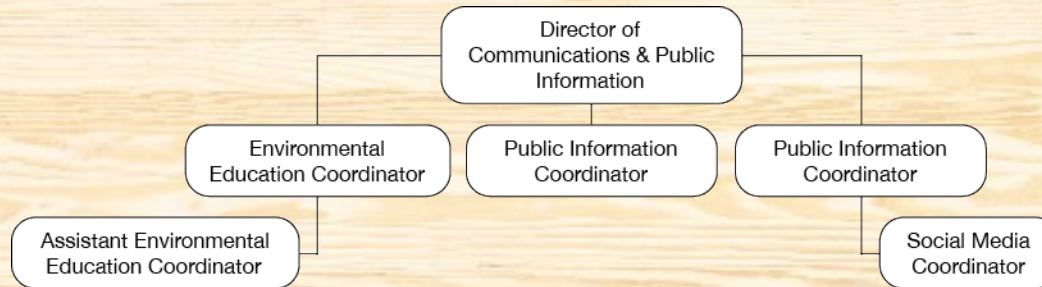 Director of
Communications & Public
Information
Environmental
Education Coordinator
Public Information
Coordinator
Public Information
Coordinator
Assistant Environmental
Education Coordinator
Social Media
Coordinator